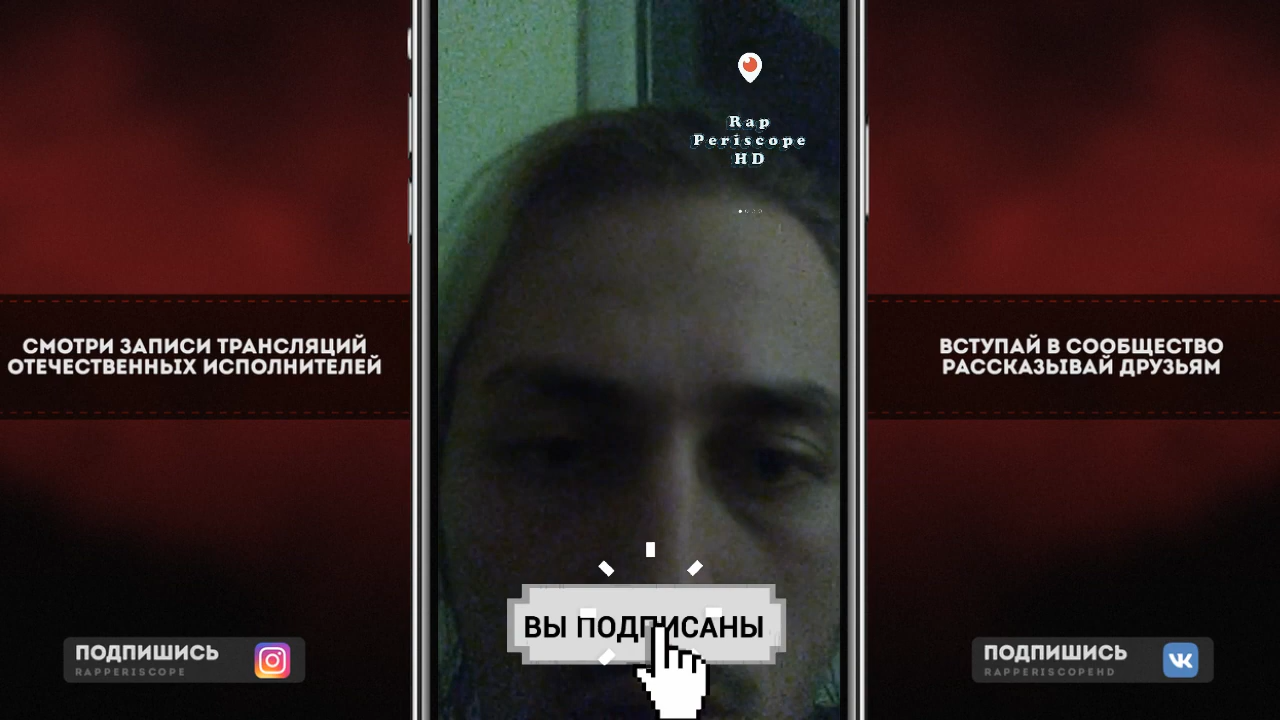 Rap
Periscope
HD
СМОТРИ ЗАПИСИ ТРАНСЛЯЦИЙ
ОТЕЧЕСТВЕННЫХ ИСПОЛНИТЕЛЕЙ
ВСТУПАЙ В СООБЩЕСТВО
РАССКАЗЫВАЙ ДРУЗЬЯМ
ВЫ ПОДПИСАНЫ
ПОДПИШИСЬ
RAPPERISCOPE
ПОДПИШИСЬ
RAPPERISCOPEHD